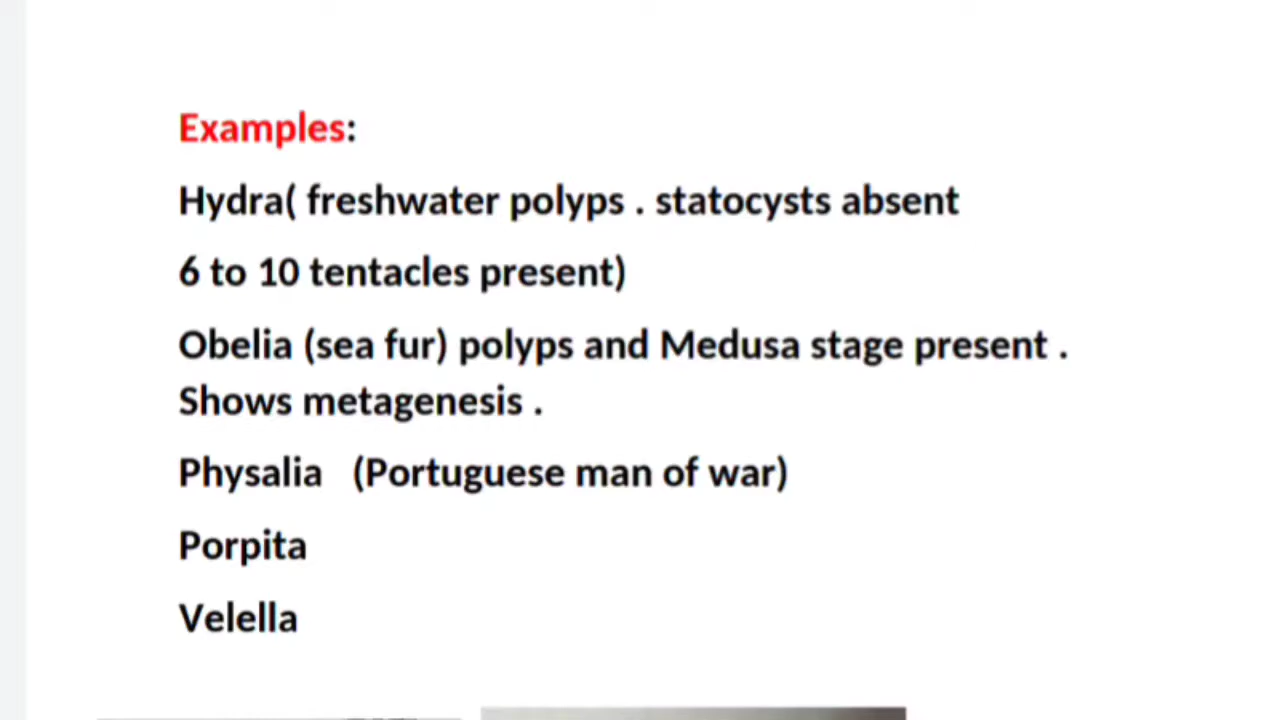 Examples:
Hydra( freshwater polyps . statocysts absent
6 to 10 tentacles present)
Obelia (sea fur) polyps and Medusa stage present .
Shows metagenesis .
Physalia (Portuguese man of war)
Porpita
Velella